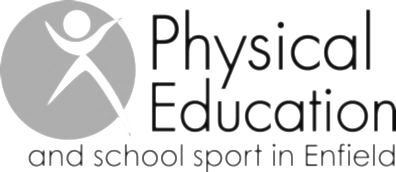 Physical
Education
and school sport in Enfield